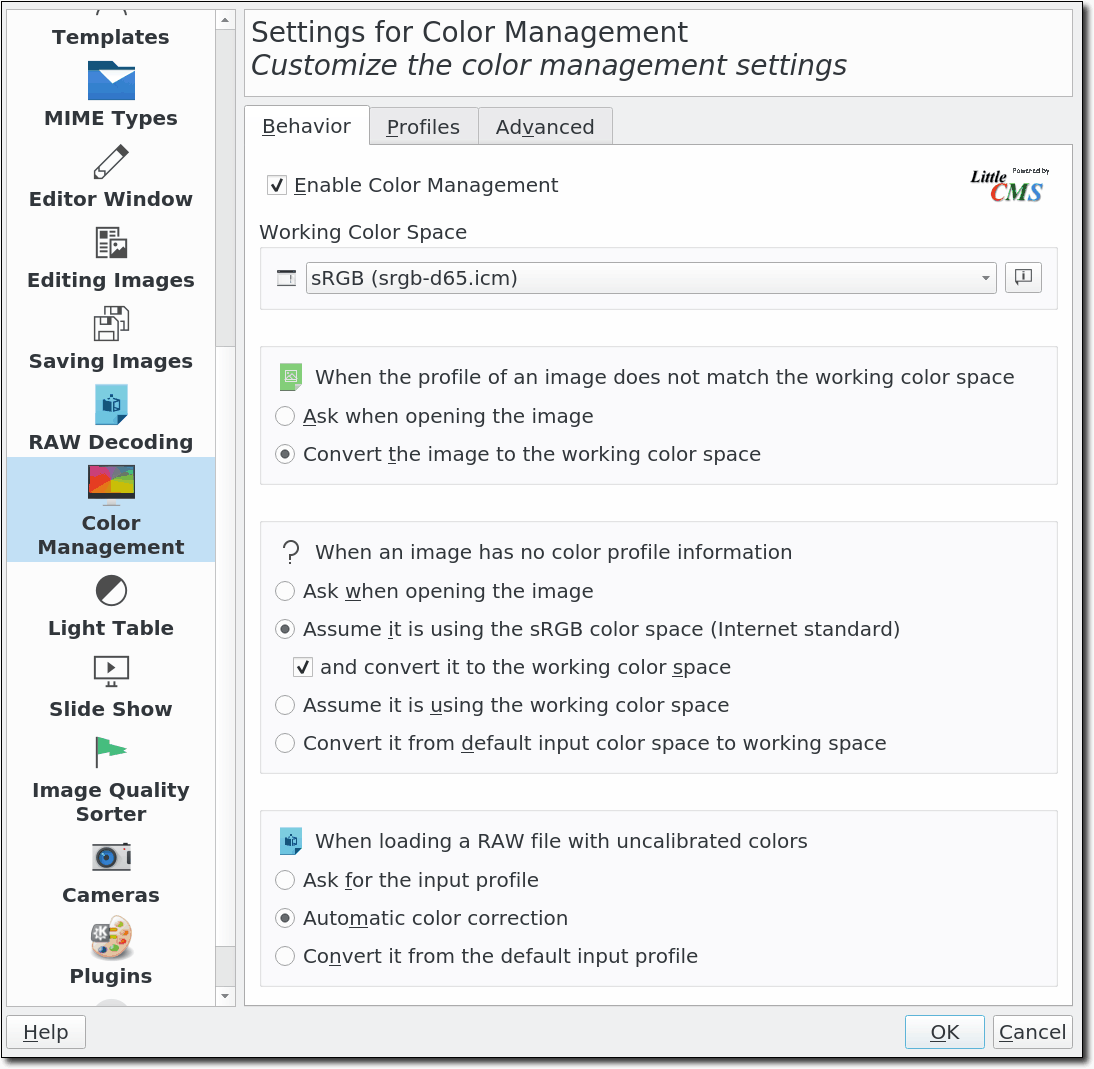 Templates
MIME Types
Editor Window
Editing Images
Saving Images
RAW Decoding
Color
Management
Light Table
Slide Show
Image Quality
Sorter
Cameras
Plugins
Settings for Color Management
Customize the color management settings
Behavior Profiles Advanced
Enable Color Management
Powered by
Little
CMS
Working Color Space
sRGB (srgb-d65.icm)
When the profile of an image does not match the working color space
Ask when opening the image
Convert the image to the working color space
When an image has no color profile information
Ask when opening the image
Assume it is using the sRGB color space (Internet standard)
and convert it to the working color space
Assume it is using the working color space
Convert it from default input color space to working space
When loading a RAW file with uncalibrated colors
Ask for the input profile
Automatic color correction
Convert it from the default input profile
Help OK Cancel